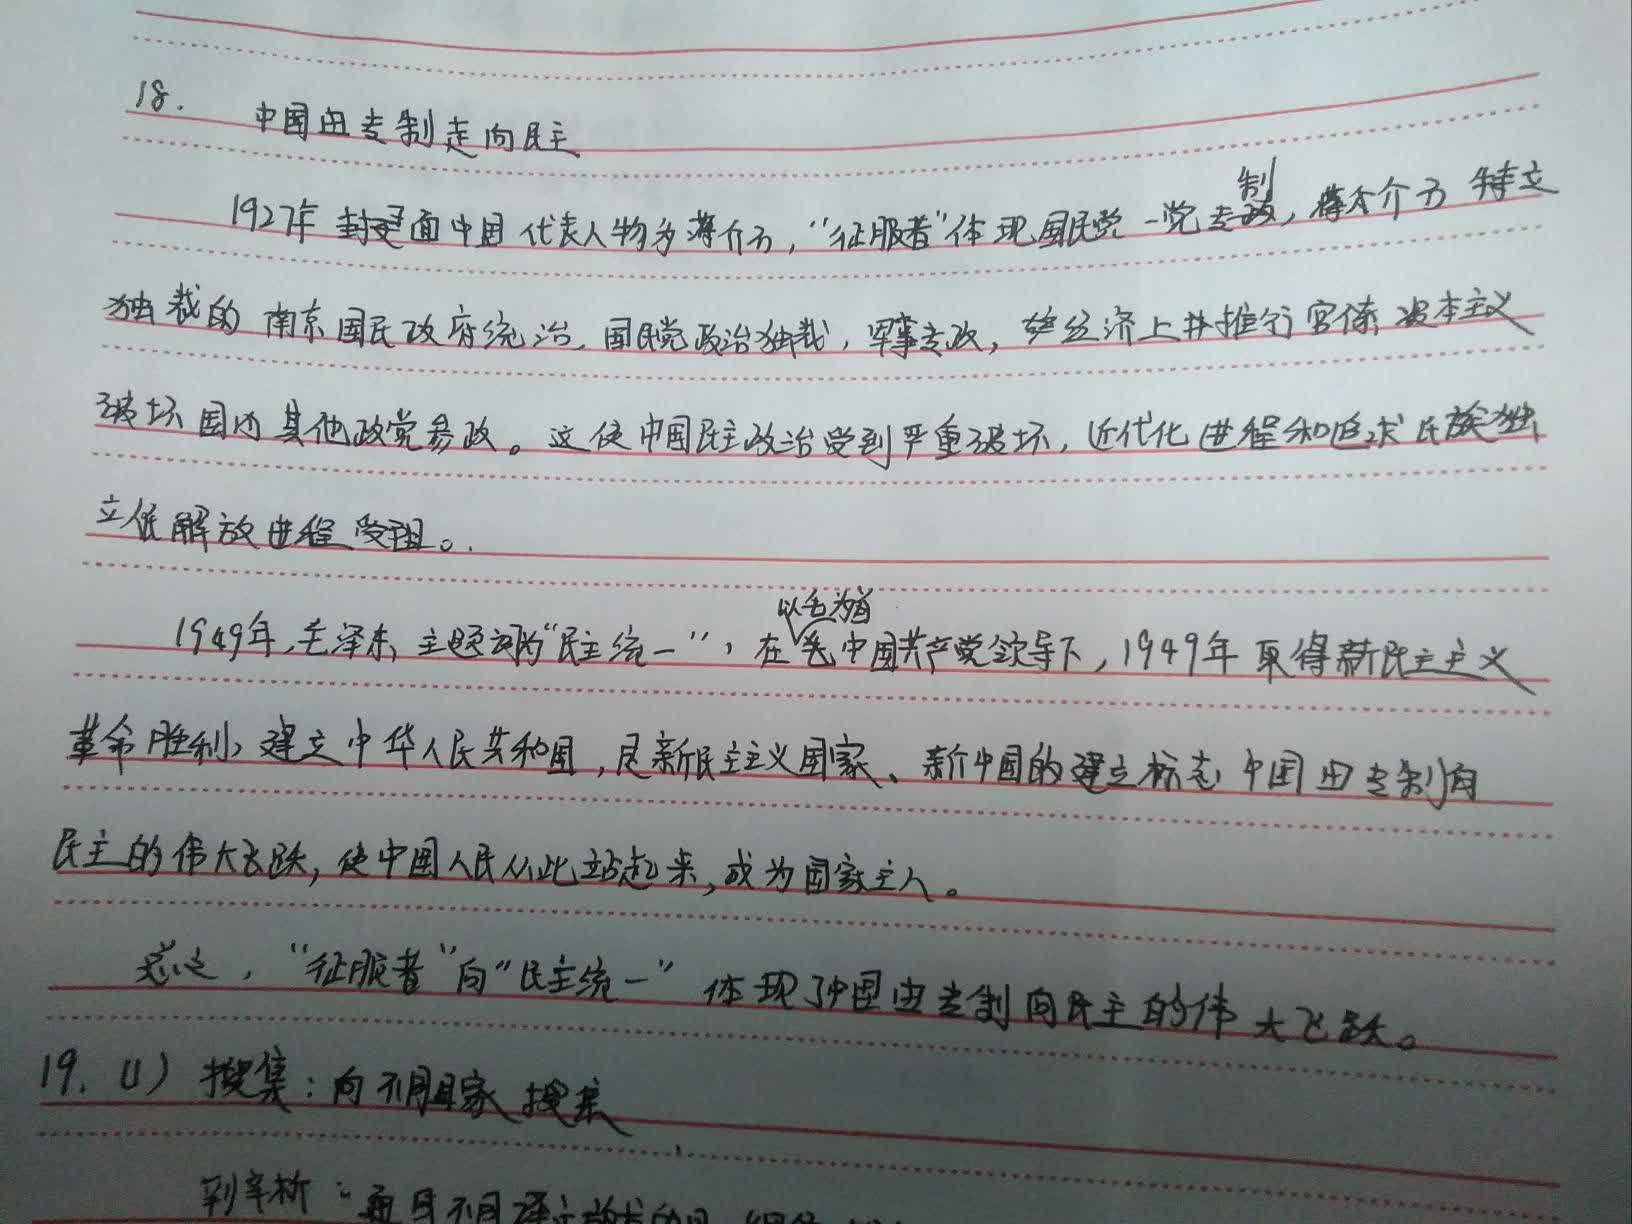 18. 中国由专制走向民主
1927年封建国中国代表人物为蒋介石，“征服者”体现国民党一党专制，蒋介石
独裁的南京国民政府统治，国民党政治独裁，军事专政，经济上并推行官僚资本主义
破坏国内其他政党参政。这使中国民主政治受到严重破坏，近代化进程和追求民族独
立解放进程受阻。
1949年，毛泽东，主题词为“民主统一”，在以毛为首中国共产党领导下，1949年取得新民主主义
革命胜利，建立中华人民共和国，是新民主主义国家、新中国的建立标志中国由专制向
民主的伟大飞跃，使中国人民从此站起来，成为国家主人。
总之，“征服者”向“民主统一”体现了中国由专制向民主的伟大飞跃。
19. (1) 搜集：向不同国家搜集